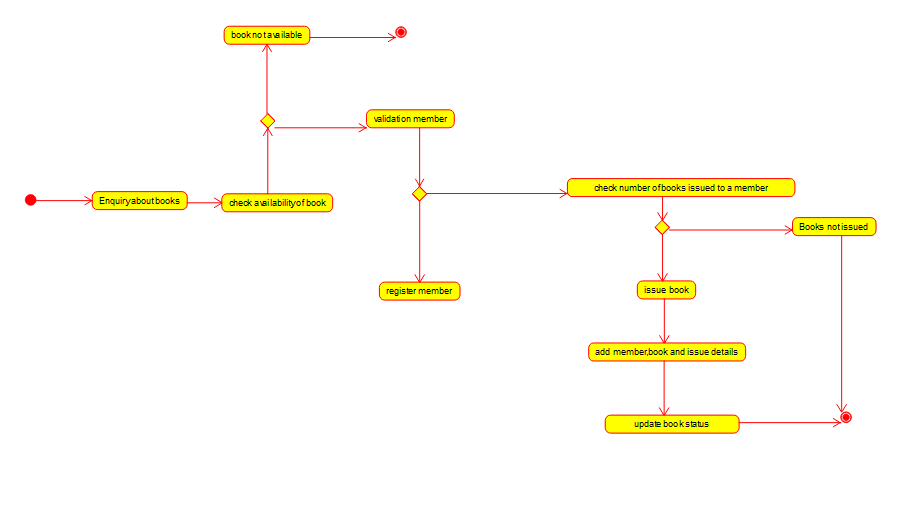 book not available
validation member
check number of books issued to a member
Enquiry about books
check availability of book
Books not issued
register member
issue book
add member,book and issue details
update book status